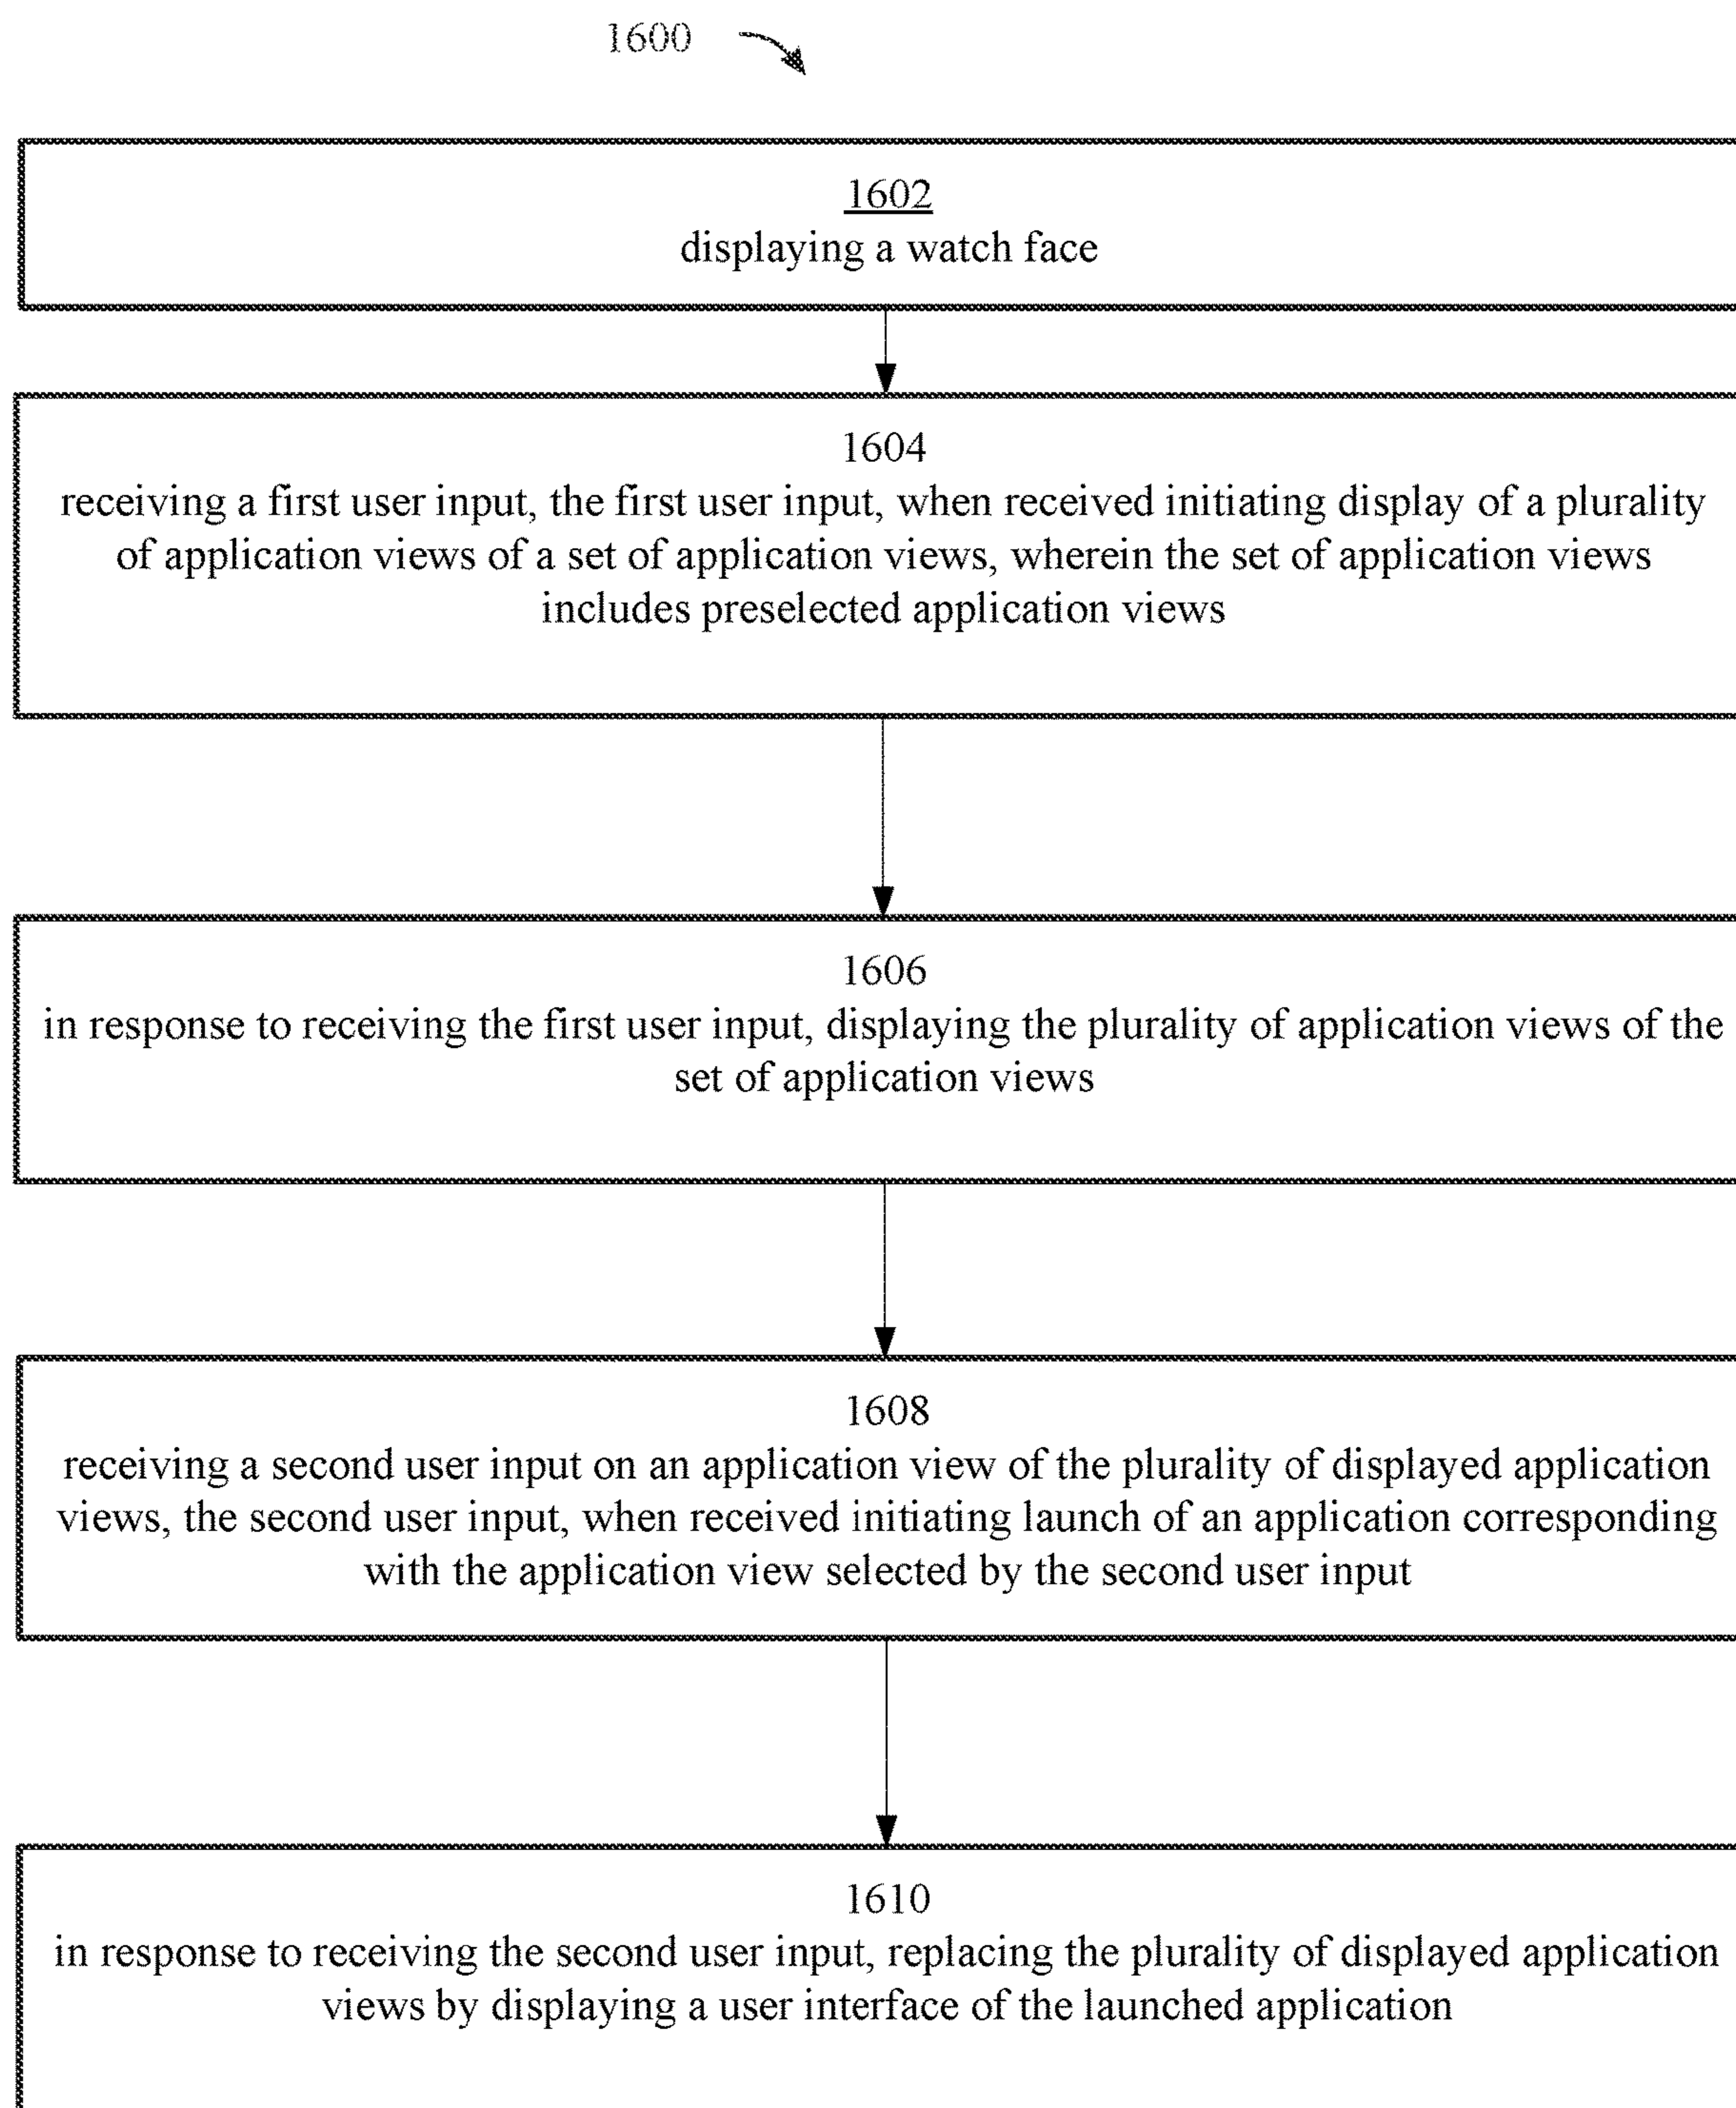 1600
1602
displaying a watch face
1604
receiving a first user input, the first user input, when received initiating display of a plurality
of application views of a set of application views, wherein the set of application views
includes preselected application views
1606
in response to receiving the first user input, displaying the plurality of application views of the
set of application views
1608
receiving a second user input on an application view of the plurality of displayed application
views, the second user input, when received initiating launch of an application corresponding
with the application view selected by the second user input
1610
in response to receiving the second user input, replacing the plurality of displayed application
views by displaying a user interface of the launched application